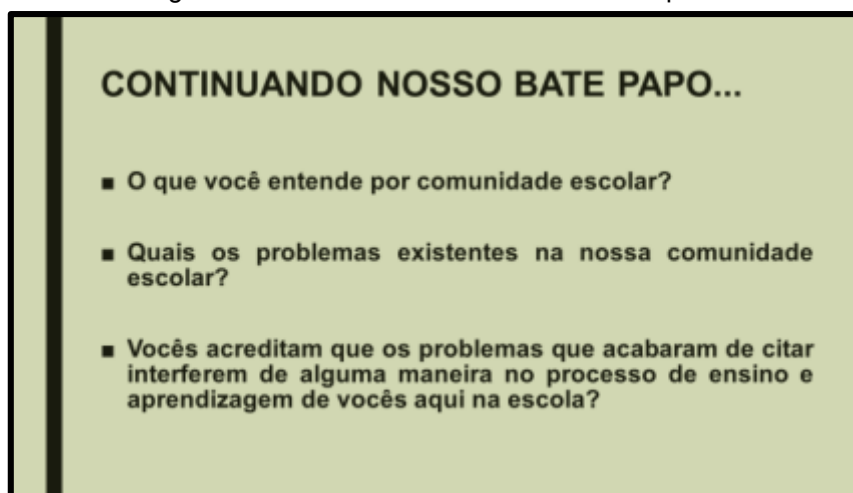 CONTINUANDO NOSSO BATE PAPO...
■ O que você entende por comunidade escolar?
■ Quais os problemas existentes na nossa comunidade
escolar?
■ Vocês acreditam que os problemas que acabaram de citar
interferem de alguma maneira no processo de ensino e
aprendizagem de vocês aqui na escola?